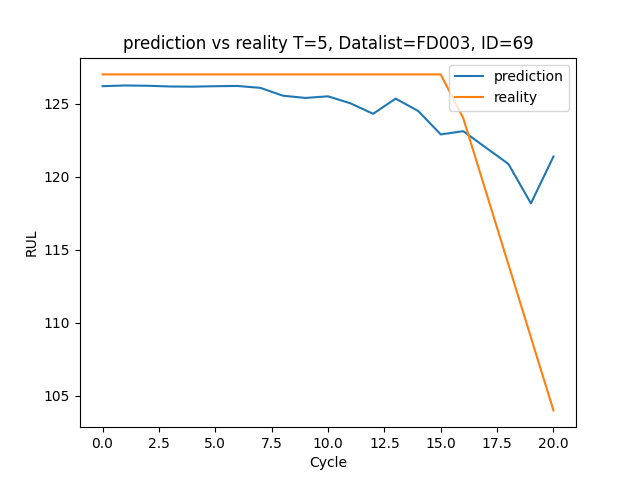 prediction vs reality T=5, Datalist=FD003, ID=69
prediction
reality
125
120
115
110
105
RUL
0.0 2.5 5.0 7.5 10.0 12.5 15.0 17.5 20.0
Cycle